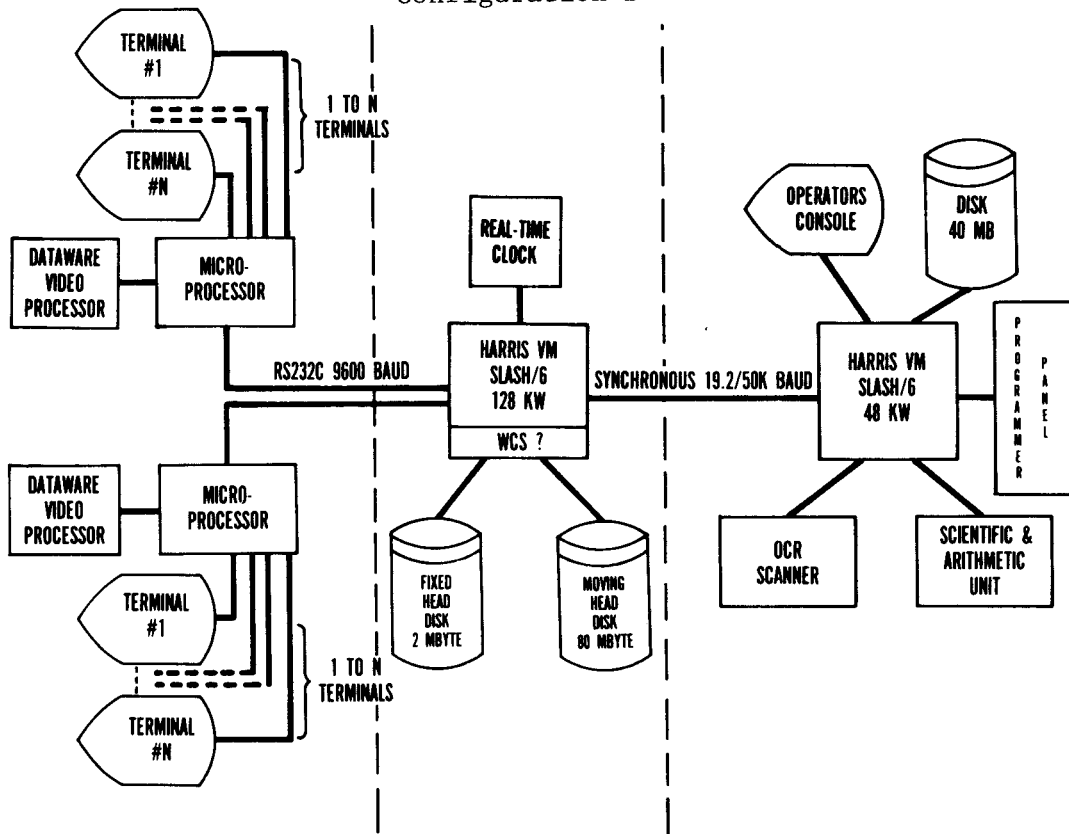 TERMINAL
#1
1 TO N
TERMINALS
TERMINAL
#N
DATAWARE
VIDEO
PROCESSOR
MICRO-
PROCESSOR
RS232C 9600 BAUD
DATAWARE
VIDEO
PROCESSOR
MICRO-
PROCESSOR
TERMINAL
#1
1 TO N
TERMINALS
TERMINAL
#N
REAL-TIME
CLOCK
HARRIS VM
SLASH/6
128 KW
WCS ?
FIXED
HEAD
DISK
2 MBYTE
MOVING
HEAD
DISK
80 MBYTE
SYNCHRONOUS 19.2/50K BAUD
OPERATORS
CONSOLE
DISK
40 MB
HARRIS VM
SLASH/6
48 KW
PROGRAMMER
PANEL
OCR
SCANNER
SCIENTIFIC &
ARITHMETIC
UNIT